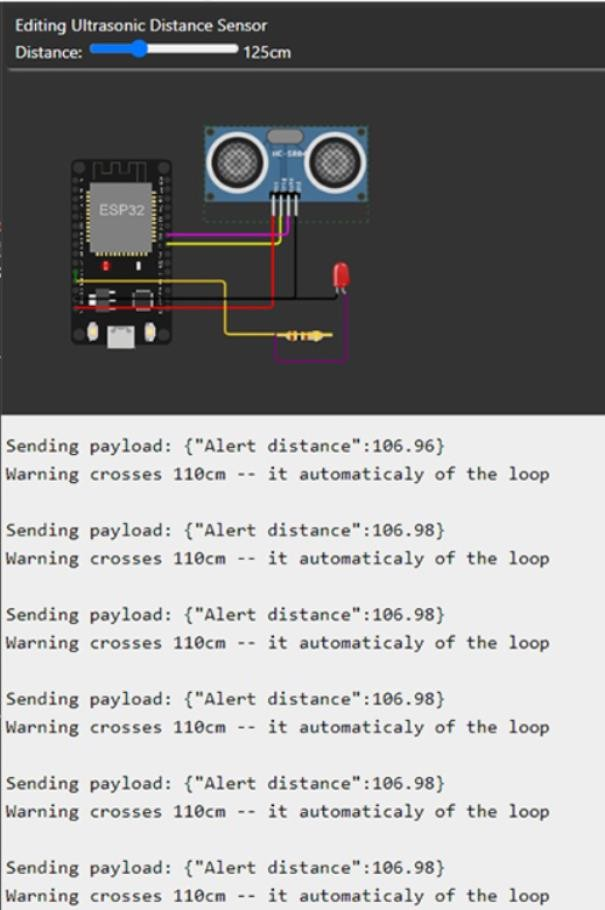 Editing Ultrasonic Distance Sensor
Distance: 125cm
HC-SR04
ESP32
Sending payload: {"Alert distance":106.96}
Warning crosses 110cm -- it automaticaly of the loop
Sending payload: {"Alert distance":106.98}
Warning crosses 110cm -- it automaticaly of the loop
Sending payload: {"Alert distance":106.98}
Warning crosses 110cm -- it automaticaly of the loop
Sending payload: {"Alert distance":106.98}
Warning crosses 110cm -- it automaticaly of the loop
Sending payload: {"Alert distance":106.98}
Warning crosses 110cm -- it automaticaly of the loop
Sending payload: {"Alert distance":106.98}
Warning crosses 110cm -- it automaticaly of the loop